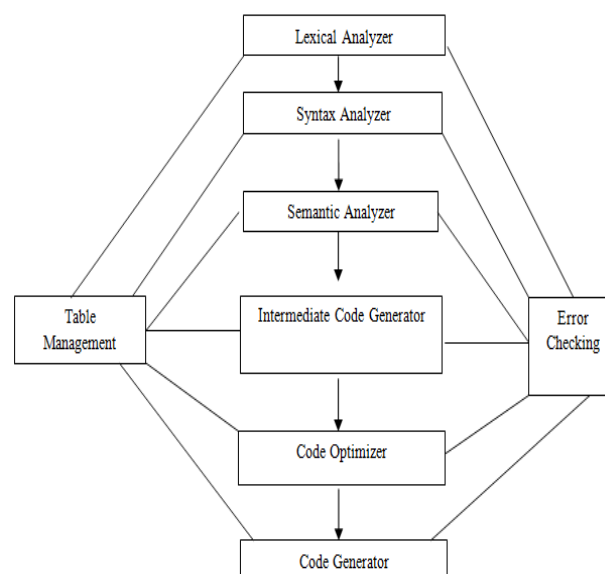 Lexical Analyzer
Syntax Analyzer
Semantic Analyzer
Table
Management
Intermediate Code Generator
Error
Checking
Code Optimizer
Code Generator